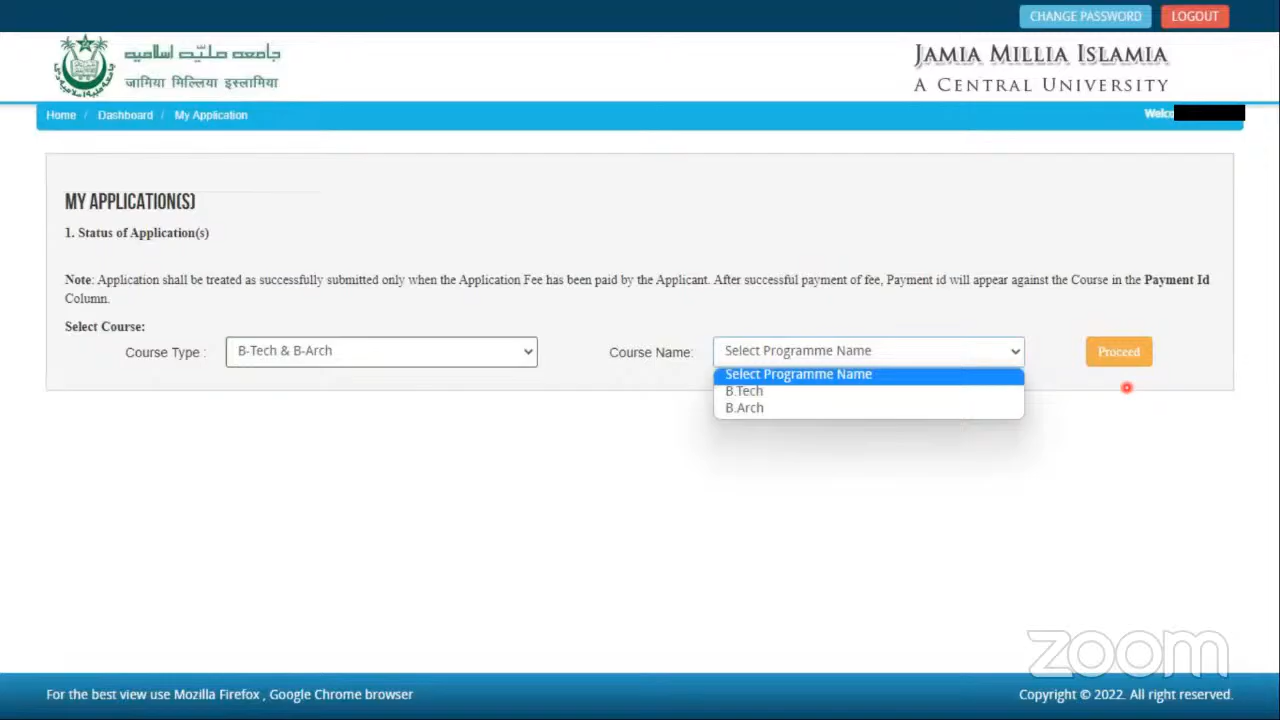 CHANGE PASSWORD LOGOUT
جامعہ ملیّہ اسلامیہ
जामिया मिल्लिया इस्लामिया
JAMIA MILLIA ISLAMIA
A CENTRAL UNIVERSITY
Home / Dashboard / My Application
MY APPLICATION(S)
1. Status of Application(s)
Note: Application shall be treated as successfully submitted only when the Application Fee has been paid by the Applicant. After successful payment of fee, Payment id will appear against the Course in the Payment Id
Column.
Select Course:
Course Type : B-Tech & B-Arch Course Name: Select Programme Name Proceed
Select Programme Name
B.Tech
B.Arch
zoom
For the best view use Mozilla Firefox , Google Chrome browser Copyright © 2022. All right reserved.